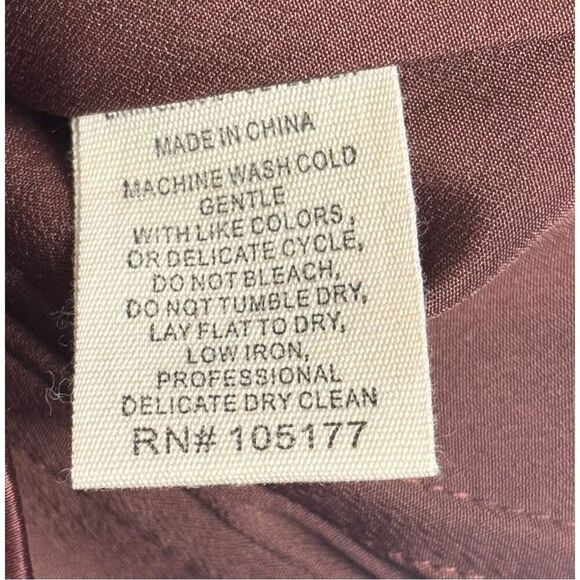 MADE IN CHINA
MACHINE WASH COLD
GENTLE
WITH LIKE COLORS,
OR DELICATE CYCLE,
DO NOT BLEACH,
DO NOT TUMBLE DRY,
LAY FLAT TO DRY,
LOW IRON,
PROFESSIONAL
DELICATE DRY CLEAN
RN# 105177